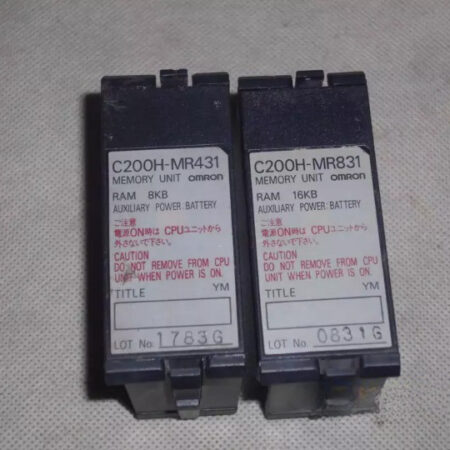 C200H-MR431
MEMORY UNIT OMRON
RAM 8KB
AUXILIARY POWER: BATTERY
ご注意
電源ON時は CPUユニットから
外さないで下さい。
CAUTION
DO NOT REMOVE FROM CPU
UNIT WHEN POWER IS ON.
TITLE YM
LOT No. 1783G
C200H-MR831
MEMORY UNIT OMRON
RAM 16KB
AUXILIARY POWER: BATTERY
ご注意
電源ON時は CPUユニットから
外さないで下さい。
CAUTION
DO NOT REMOVE FROM CPU
UNIT WHEN POWER IS ON.
TITLE YM
LOT No. 0831G